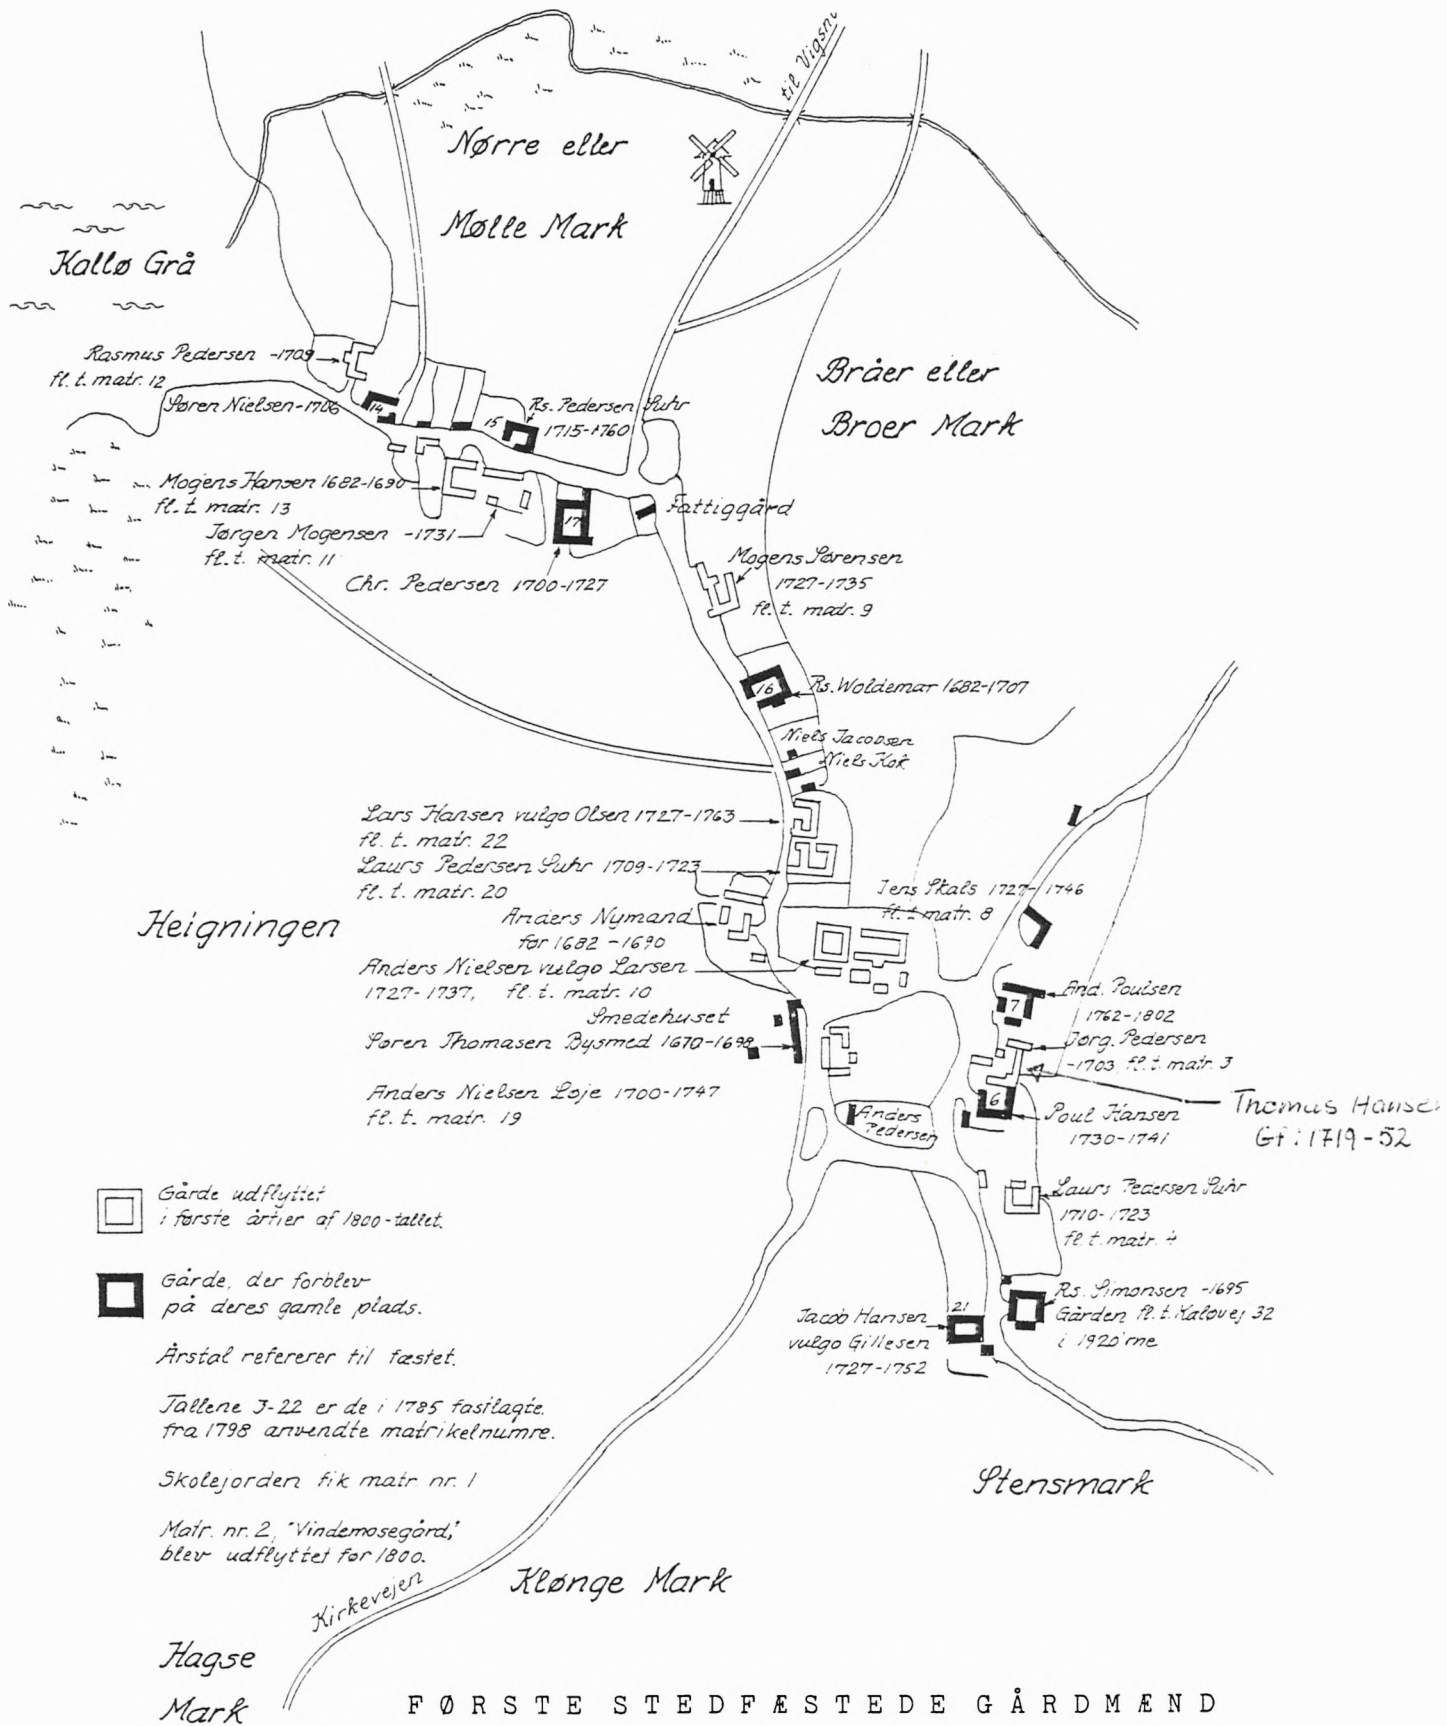 til Vigsn
Nørre eller
Mølle Mark
Kallø Grå
Rasmus Pedersen -1709
fl. t. matr. 12
Søren Nielsen -1706
14
15
Rs. Pedersen Suhr
1715-1760
Bråer eller
Broer Mark
Mogens Hansen 1682-1690
fl. t. matr. 13
Jørgen Mogensen -1731
fl. t. matr. 11
17
Chr. Pedersen 1700-1727
Fattiggård
Mogens Sørensen
1727-1735
fl. t. matr. 9
16
Rs. Woldemar 1682-1707
Niels Jacobsen
Niels Kok
Lars Hansen vulgo Olsen 1727-1763
fl. t. matr. 22
Laurs Pedersen Suhr 1709-1723
fl. t. matr. 20
Jens Skals 1727-1746
fl. t. matr. 8
Heigningen
Anders Nymand
før 1682 - 1690
Anders Nielsen vulgo Larsen
1727-1737, fl. t. matr. 10
Smedehuset
Søren Thomasen Bysmed 1670-1698
7
And. Poulsen
1762-1802
Jørg. Pedersen
-1703 fl. t. matr. 3
Anders Nielsen Loje 1700-1747
fl. t. matr. 19
6
Poul Hansen
1730-1741
Thomas Hansen
Gf: 1719-52
Anders
Pedersen
Laurs Pedersen Suhr
1710-1723
fl. t. matr. 4
Gårde udflyttet
i første årtier af 1800-tallet.
Gårde, der forblev
på deres gamle plads.
Rs. Simonsen -1695
Gården fl. t. Kaløvej 32
i 1920'rne
21
Jacob Hansen
vulgo Gillesen
1727-1752
Årstal refererer til fæstet.
Tallene 3-22 er de i 1785 fastlagte.
fra 1798 anvendte matrikelnumre.
Skolejorden fik matr. nr. 1
Matr. nr. 2, "Vindemosegård,"
blev udflyttet før 1800.
Stensmark
Klønge Mark
Kirkevejen
Hagse
Mark
FØRSTE STEDFÆSTEDE GÅRDMÆND